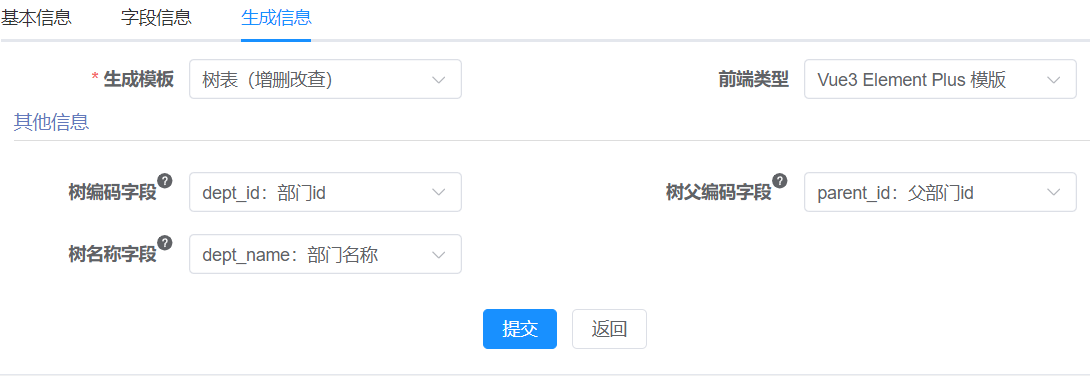 基本信息 字段信息 生成信息
* 生成模板 树表（增删改查） 前端类型 Vue3 Element Plus 模版
其他信息
树编码字段 ? dept_id：部门id 树父编码字段 ? parent_id：父部门id
树名称字段 ? dept_name：部门名称
提交 返回